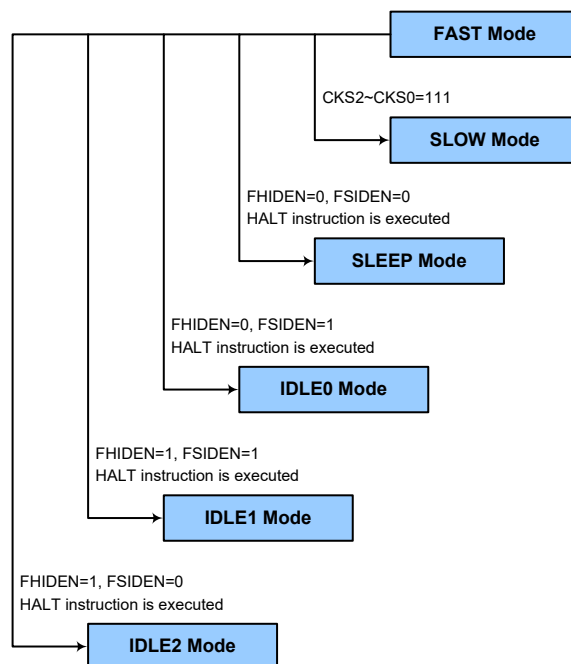 FAST Mode
CKS2~CKS0=111
SLOW Mode
FHIDEN=0, FSIDEN=0
HALT instruction is executed
SLEEP Mode
FHIDEN=0, FSIDEN=1
HALT instruction is executed
IDLE0 Mode
FHIDEN=1, FSIDEN=1
HALT instruction is executed
IDLE1 Mode
FHIDEN=1, FSIDEN=0
HALT instruction is executed
IDLE2 Mode